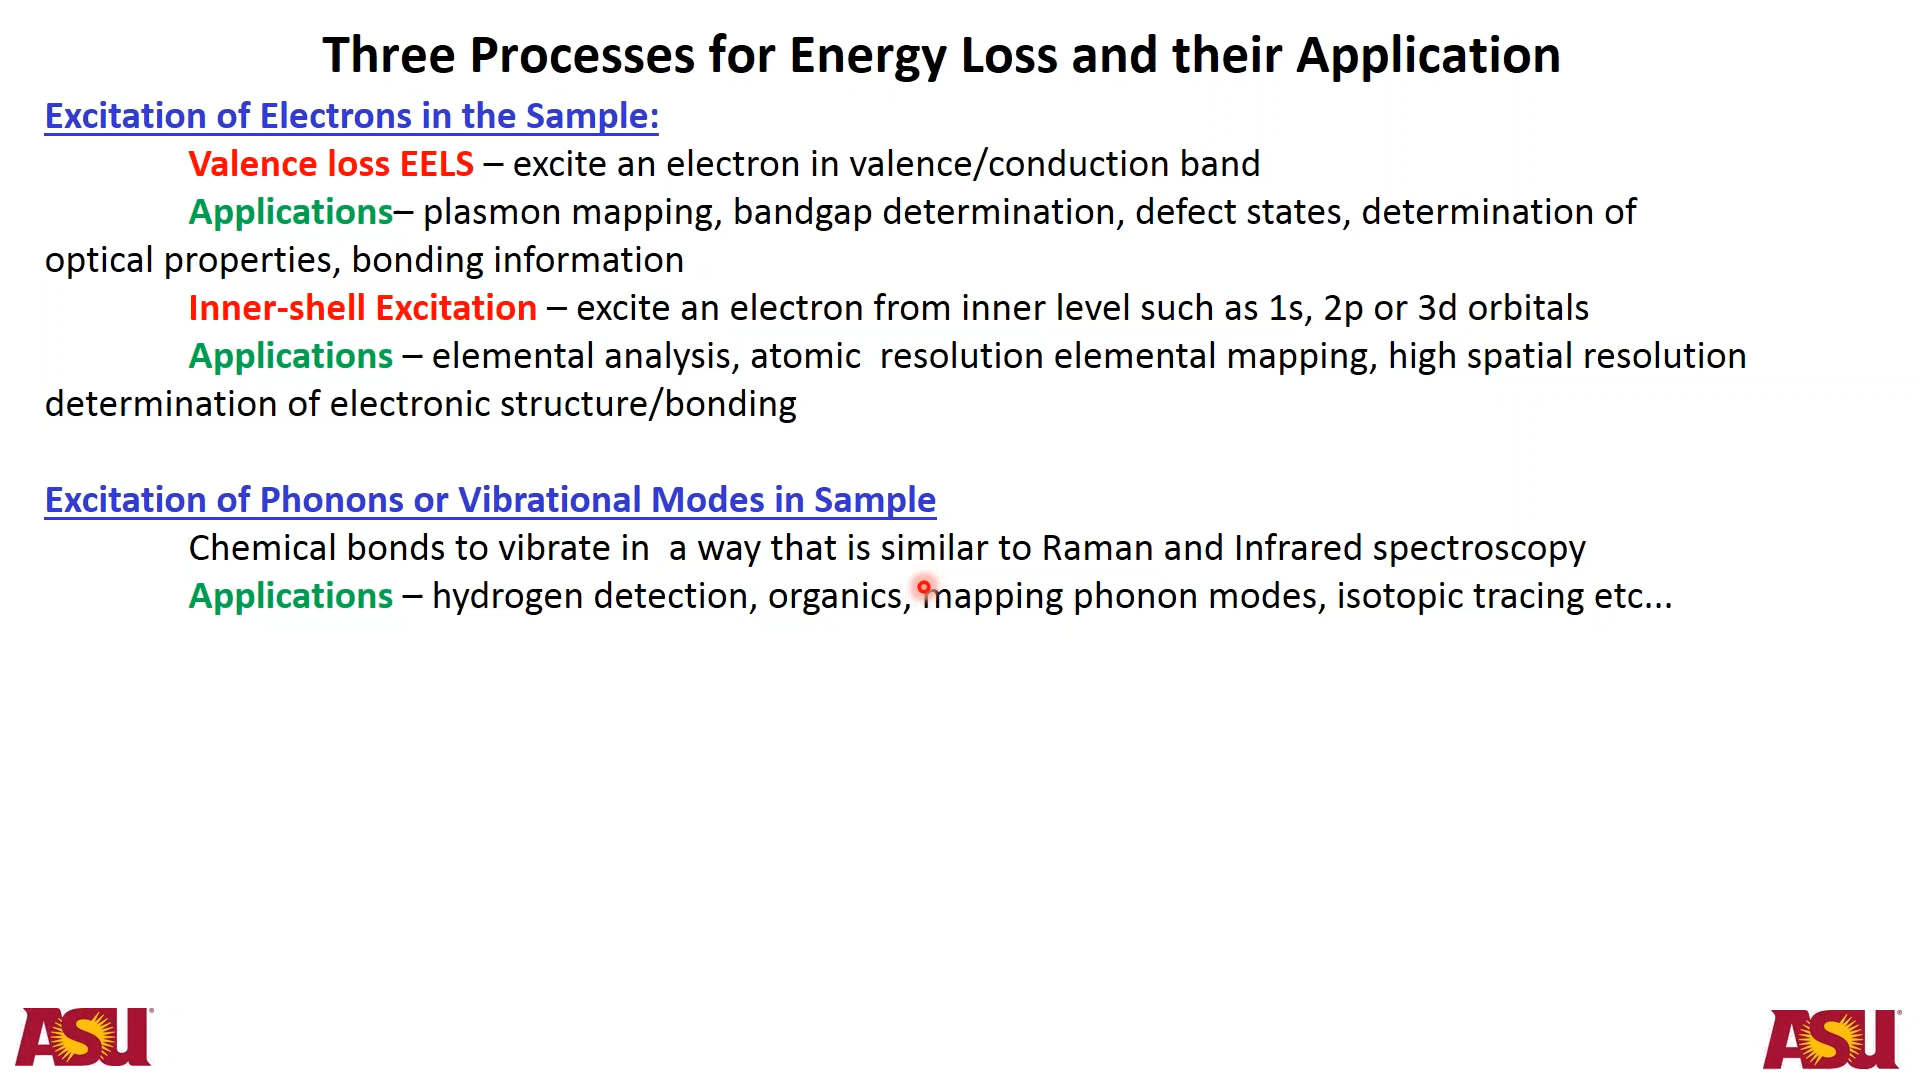 Three Processes for Energy Loss and their Application
Excitation of Electrons in the Sample:
Valence loss EELS – excite an electron in valence/conduction band
Applications– plasmon mapping, bandgap determination, defect states, determination of
optical properties, bonding information
Inner-shell Excitation – excite an electron from inner level such as 1s, 2p or 3d orbitals
Applications – elemental analysis, atomic  resolution elemental mapping, high spatial resolution
determination of electronic structure/bonding
Excitation of Phonons or Vibrational Modes in Sample
Chemical bonds to vibrate in  a way that is similar to Raman and Infrared spectroscopy
Applications – hydrogen detection, organics, mapping phonon modes, isotopic tracing etc...
ASU
ASU